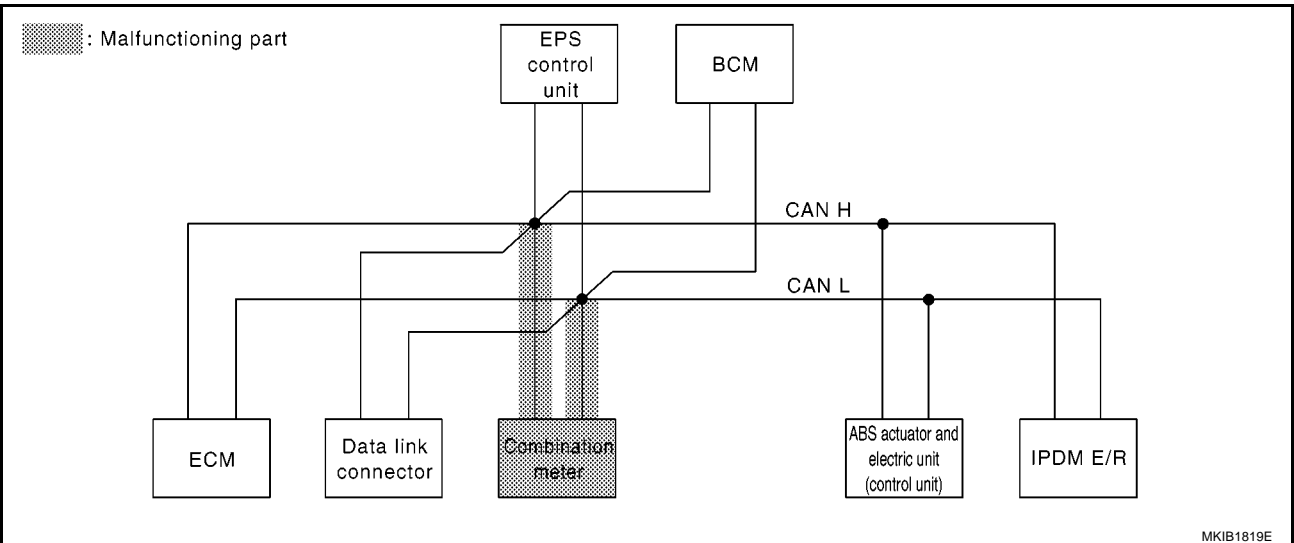 : Malfunctioning part
EPS
control
unit
BCM
CAN H
CAN L
ECM
Data link
connector
Combination
meter
ABS actuator and
electric unit
(control unit)
IPDM E/R
MKIB1819E